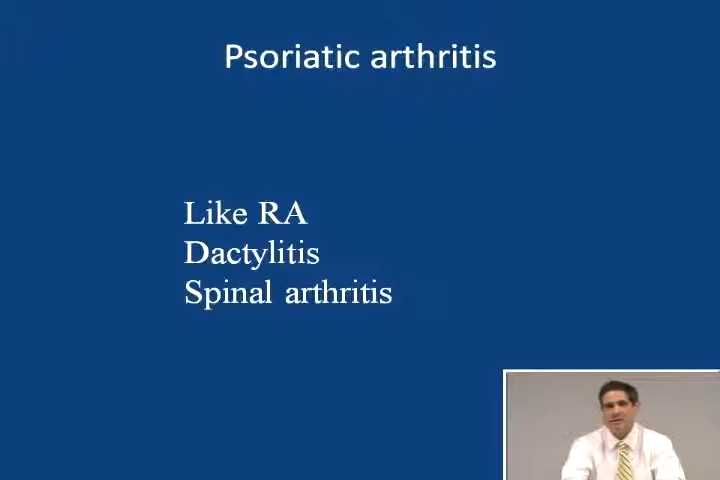 Psoriatic arthritis
Like RA
Dactylitis
Spinal arthritis